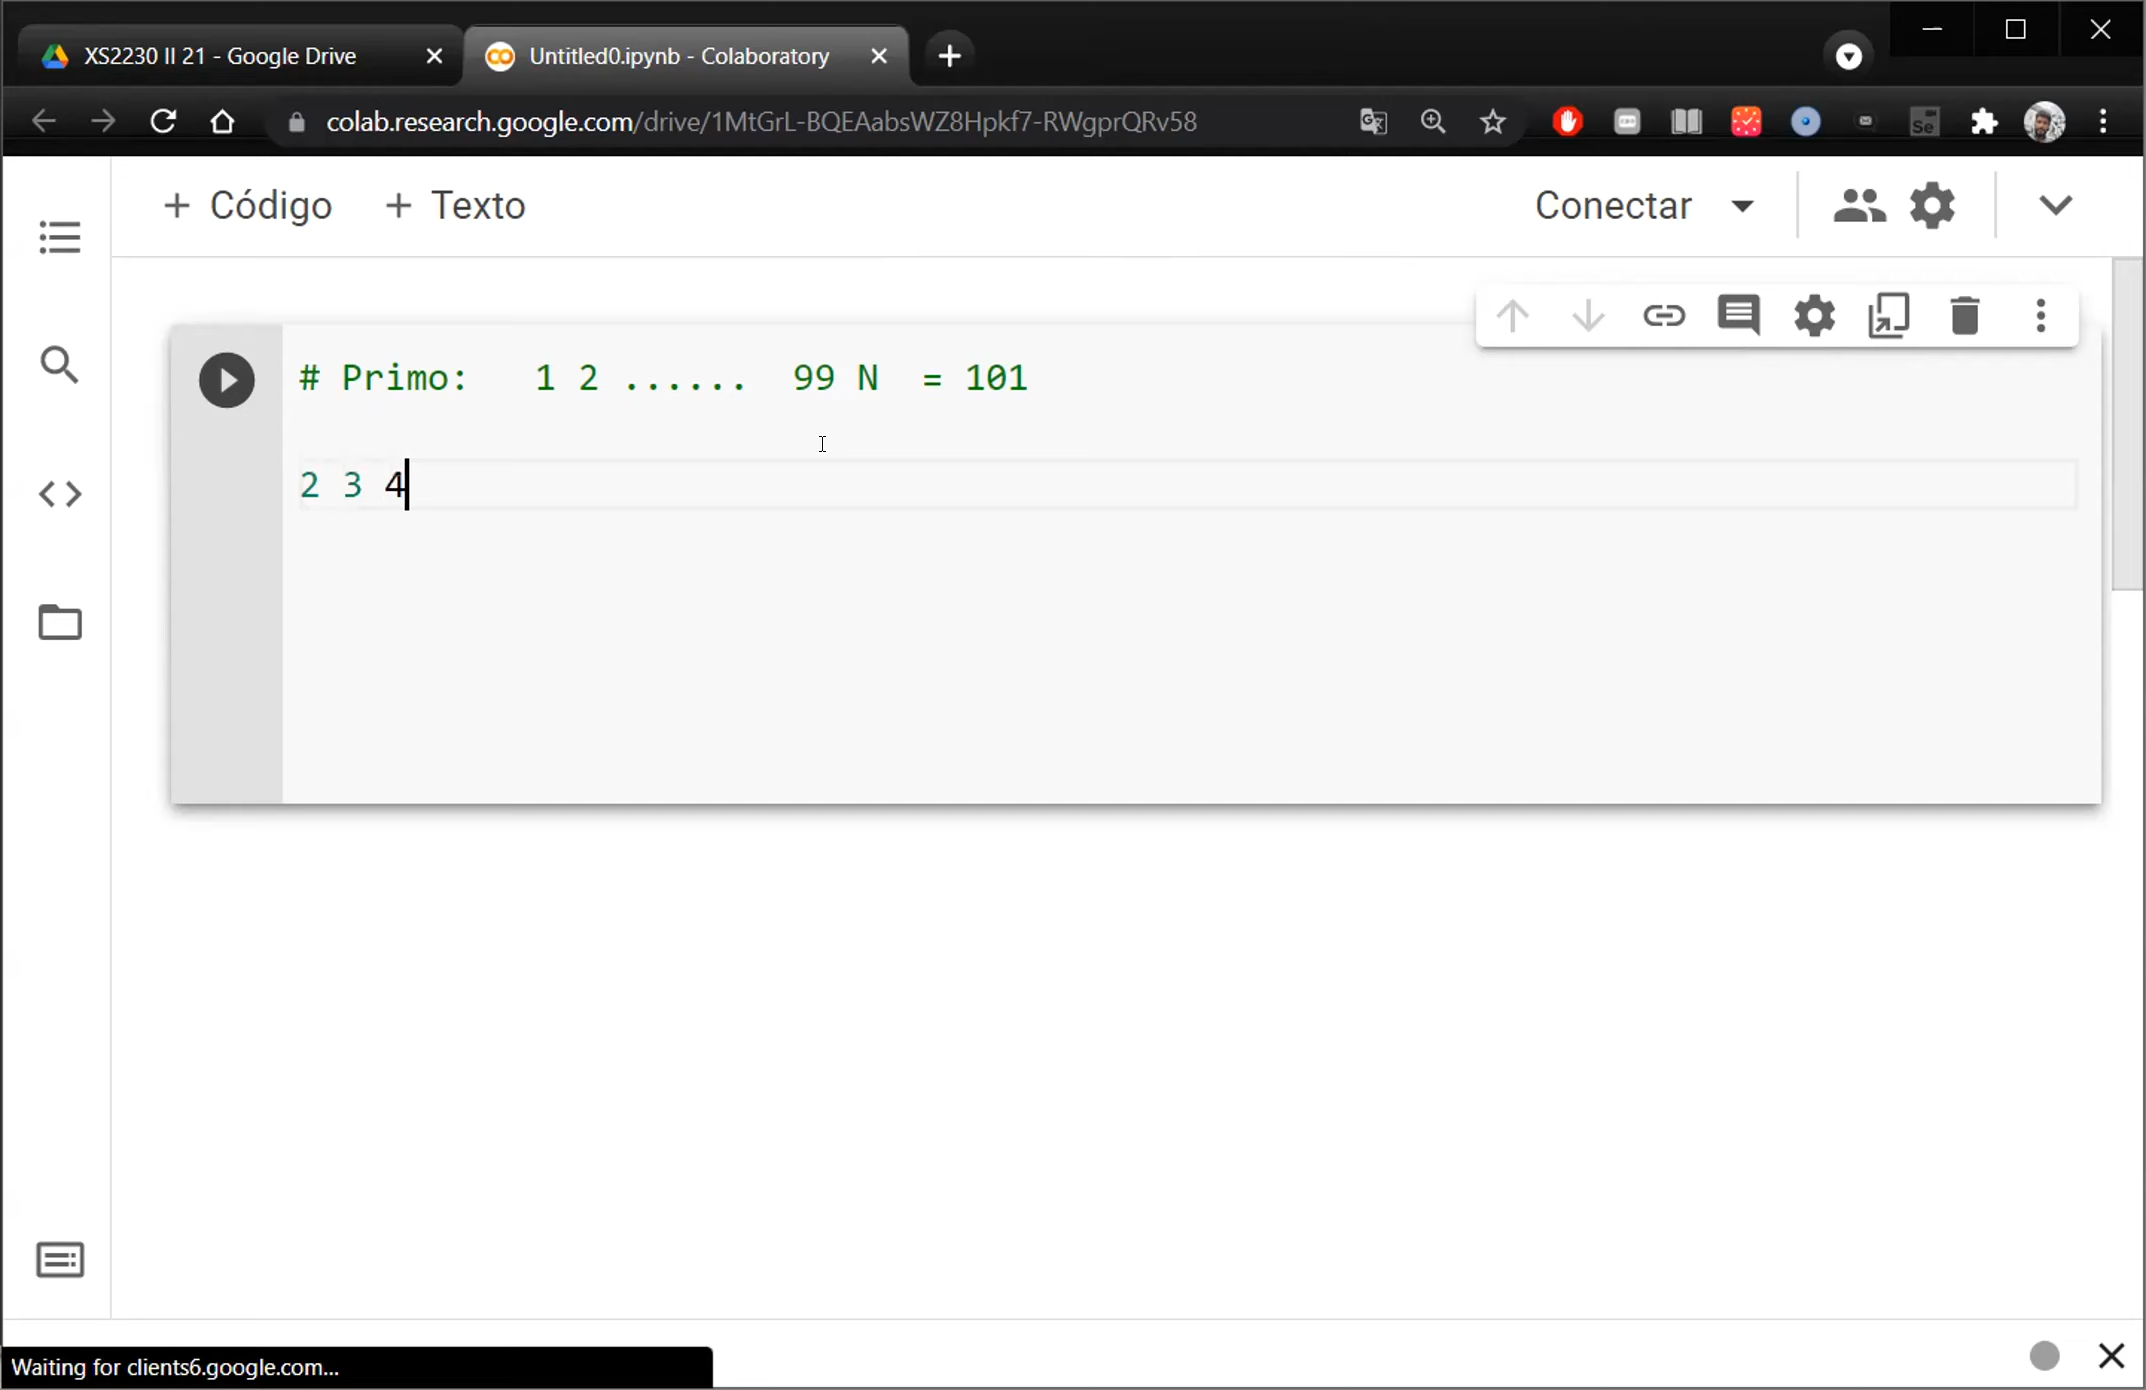 XS2230 II 21 - Google Drive
Untitled0.ipynb - Colaboratory
colab.research.google.com/drive/1MtGrL-BQEAabsWZ8Hpkf7-RWgprQRv58
Se
+ Código + Texto
Conectar
# Primo: 1 2 ...... 99 N = 101
2 3 4
Waiting for clients6.google.com...